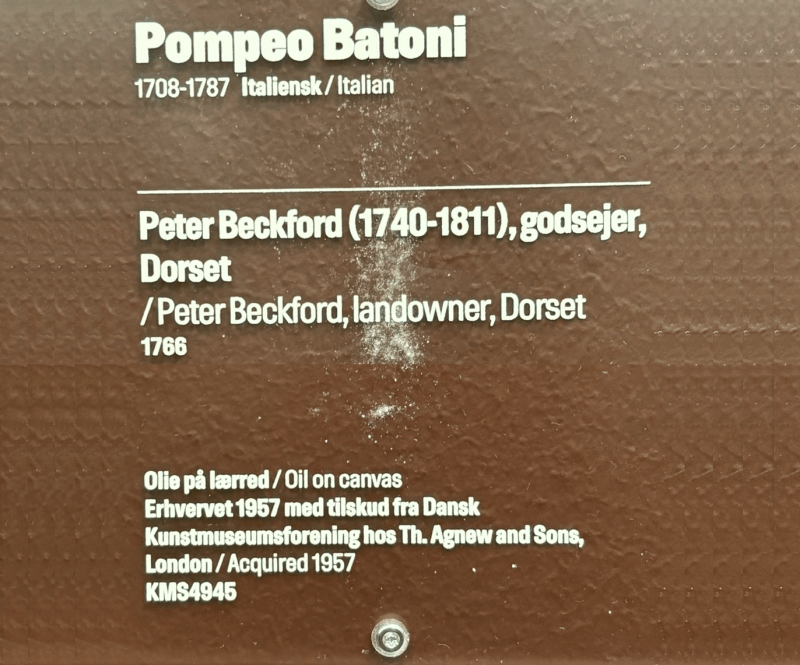 Pompeo Batoni
1708-1787 Italiensk / Italian
Peter Beckford (1740-1811), godsejer,
Dorset
/ Peter Beckford, landowner, Dorset
1766
Olie på lærred / Oil on canvas
Erhvervet 1957 med tilskud fra Dansk
Kunstmuseumsforening hos Th. Agnew and Sons,
London / Acquired 1957
KMS4945